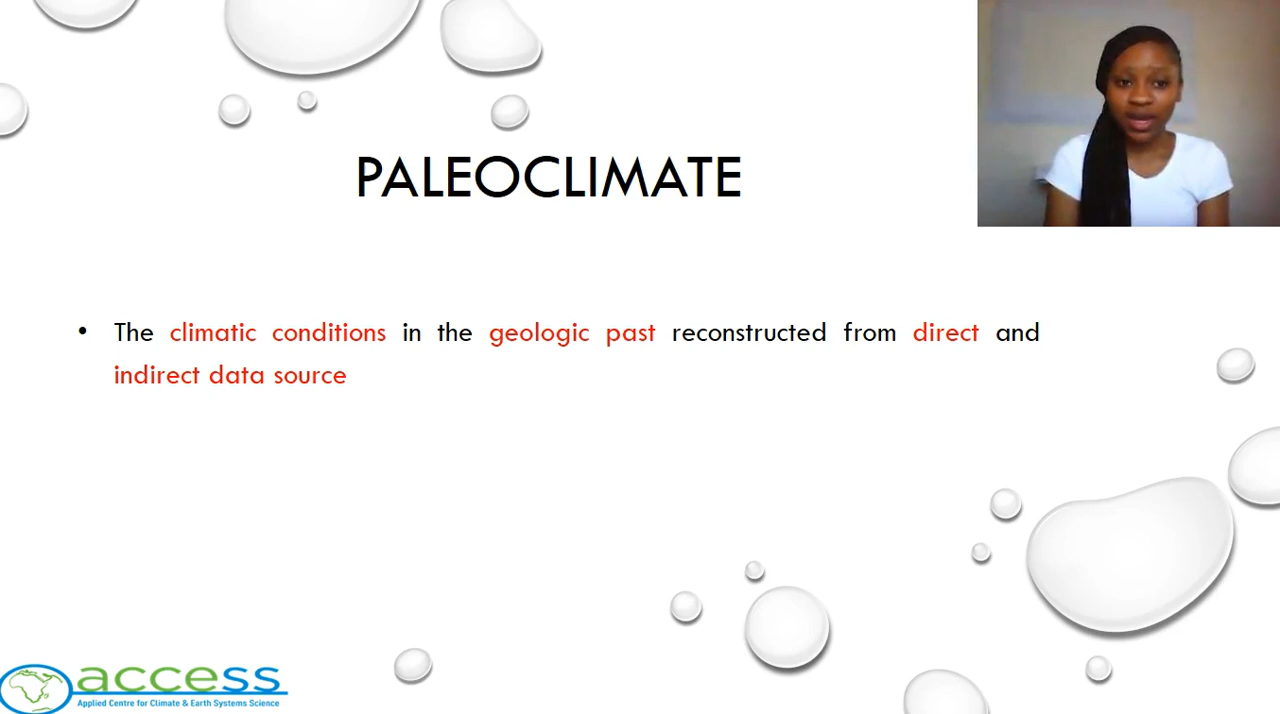 PALEOCLIMATE
• The climatic conditions in the geologic past reconstructed from direct and
indirect data source
access
Applied Centre for Climate & Earth Systems Science